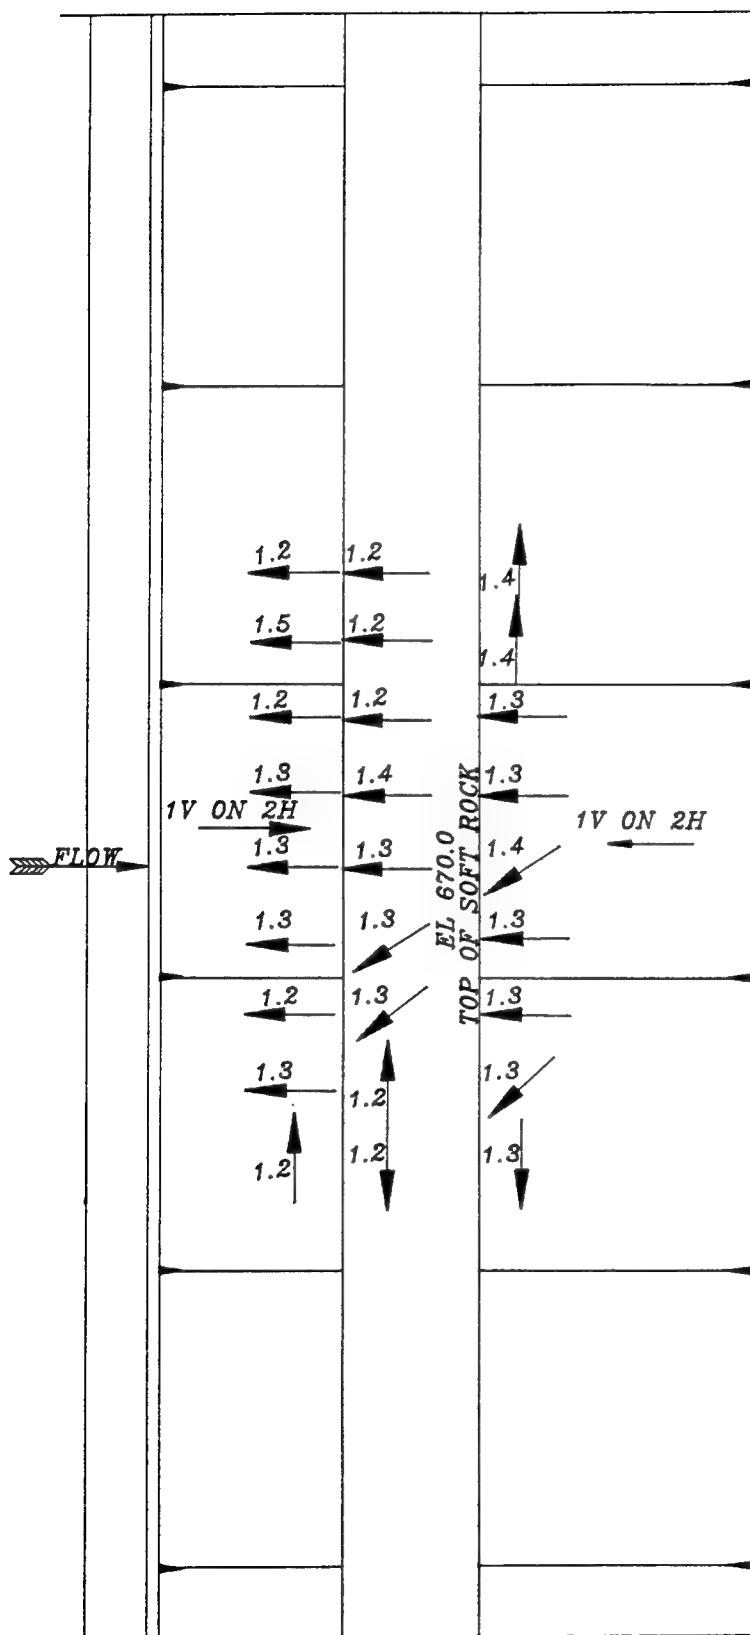 1.2 1.2
1.4
1.5 1.2
1.4
1.2 1.2 1.3
1.3 1.4 1.3
1V ON 2H
1V ON 2H
FLOW
1.3 1.3 1.4
EL 670.0
TOP OF SOFT ROCK
1.3 1.3 1.3
1.2 1.3 1.3
1.3 1.2 1.3
1.2 1.2 1.3